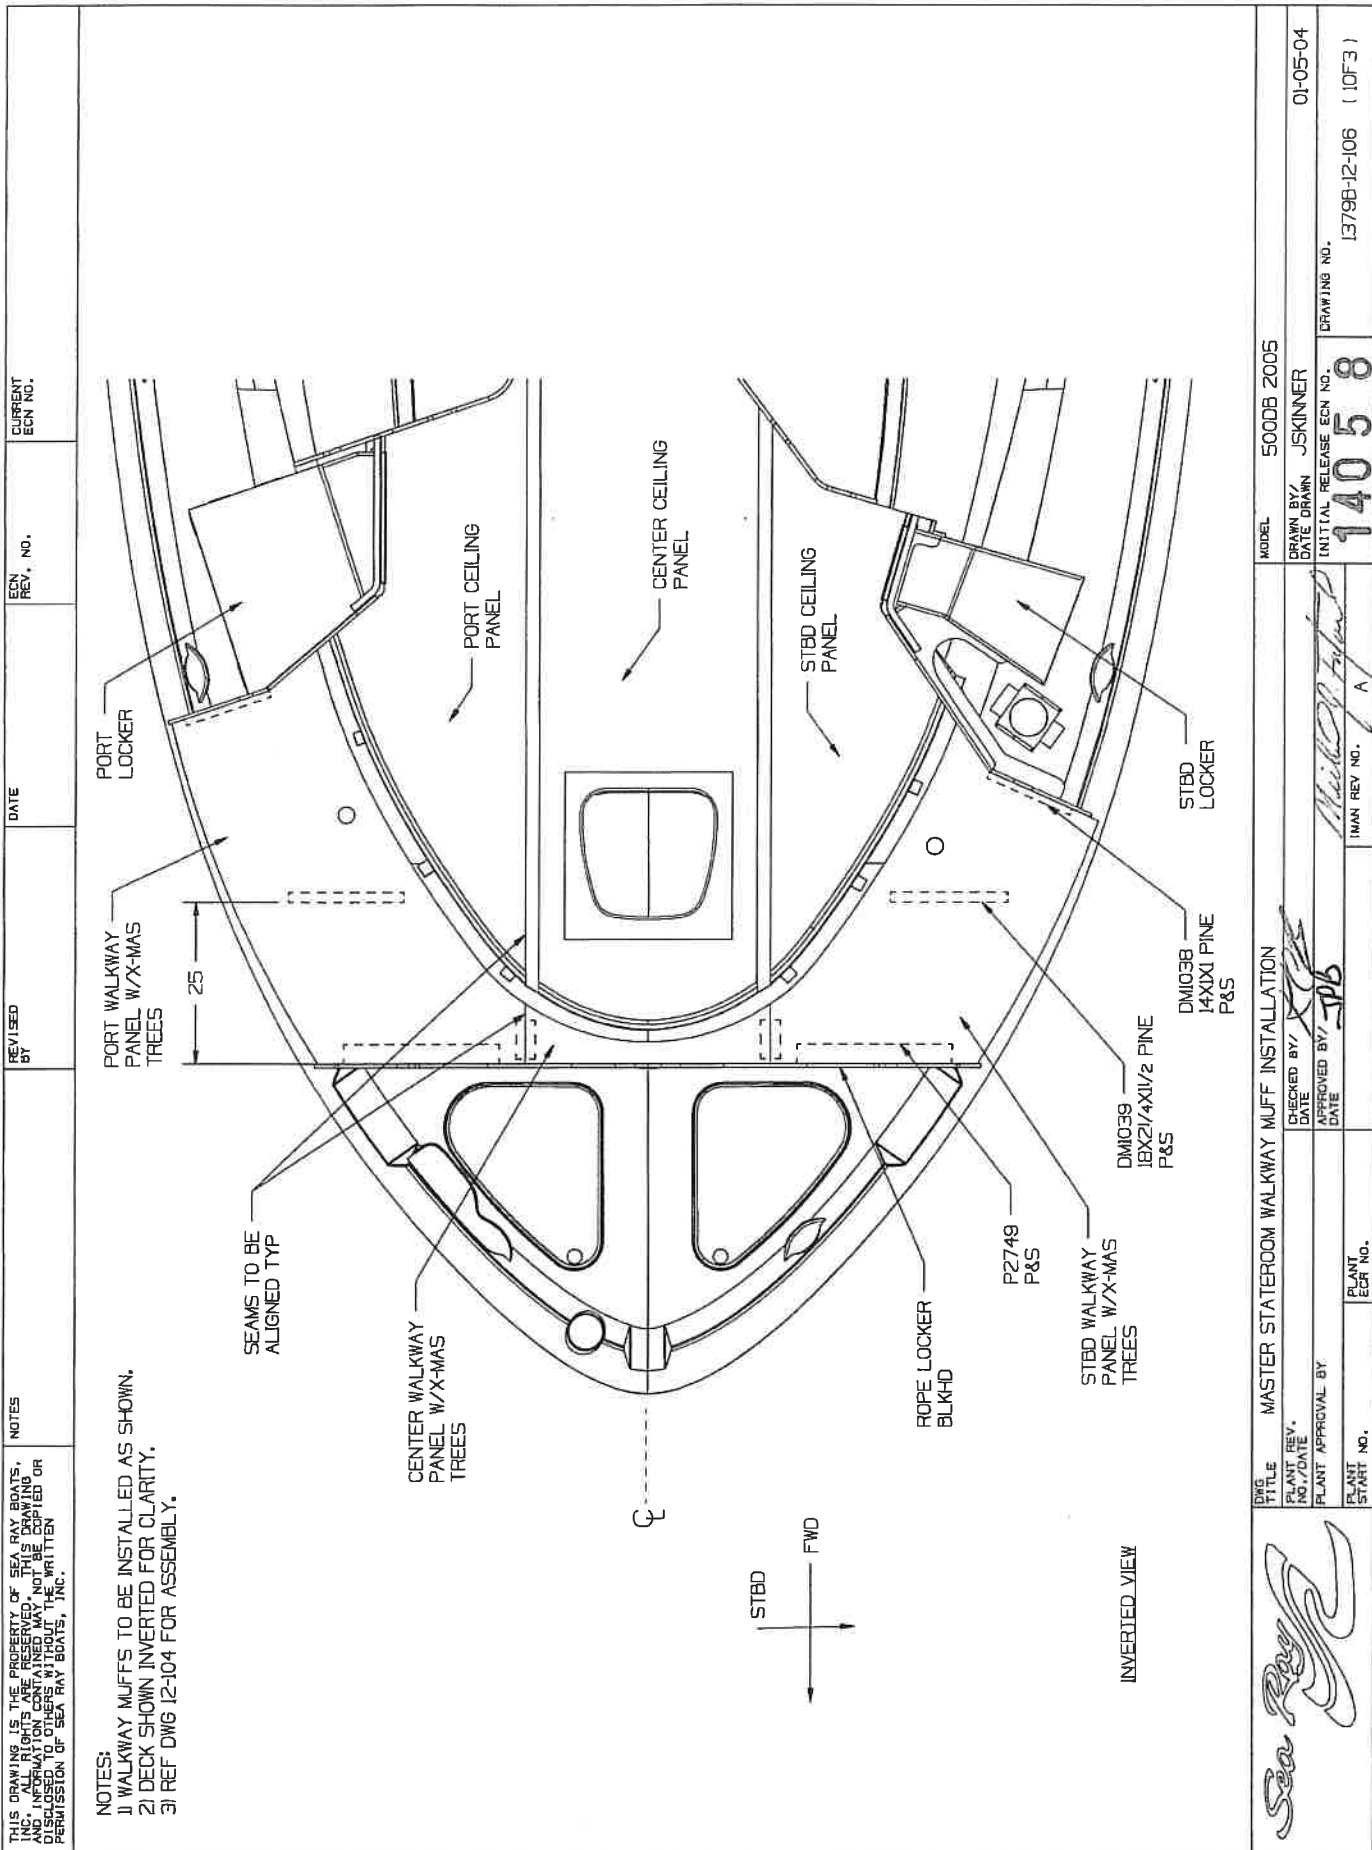 THIS DRAWING IS THE PROPERTY OF SEA RAY BOATS,
INC. ALL RIGHTS ARE RESERVED. THIS DRAWING
AND INFORMATION CONTAINED MAY NOT BE COPIED OR
DISCLOSED TO OTHERS WITHOUT THE WRITTEN
PERMISSION OF SEA RAY BOATS, INC.
NOTES
REVISED
BY
DATE
ECN
REV. NO.
CURRENT
ECN NO.
NOTES:
1) WALKWAY MUFFS TO BE INSTALLED AS SHOWN.
2) DECK SHOWN INVERTED FOR CLARITY.
3) REF DWG 12-104 FOR ASSEMBLY.
SEAMS TO BE
ALIGNED TYP
PORT WALKWAY
PANEL W/X-MAS
TREES
PORT
LOCKER
25
CENTER WALKWAY
PANEL W/X-MAS
TREES
PORT CEILING
PANEL
CENTER CEILING
PANEL
STBD CEILING
PANEL
CL
STBD
FWD
INVERTED VIEW
ROPE LOCKER
BLKHD
P2749
P&S
STBD WALKWAY
PANEL W/X-MAS
TREES
DM1039
18X21/4X11/2 PINE
P&S
DM1038
14X1X1 PINE
P&S
STBD
LOCKER
Sea Ray
DWG
TITLE
MASTER STATEROOM WALKWAY MUFF INSTALLATION
MODEL
500DB 2005
PLANT REV.
NO./DATE
CHECKED BY/
DATE
DRAWN BY/
DATE DRAWN
JSKINNER
01-05-04
PLANT APPROVAL BY
APPROVED BY/
DATE
JPB
INITIAL RELEASE ECN NO.
14058
DRAWING NO.
1379B-12-106 (1OF3)
PLANT
START NO.
PLANT
ECR NO.
IMAN REV NO.
A